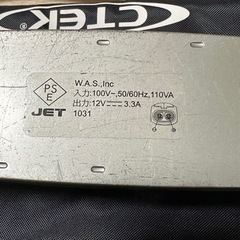 CTEK
PS
E
JET
W.A.S.,Inc
入力:100V~,50/60Hz,110VA
出力:12V⎓3.3A
1031